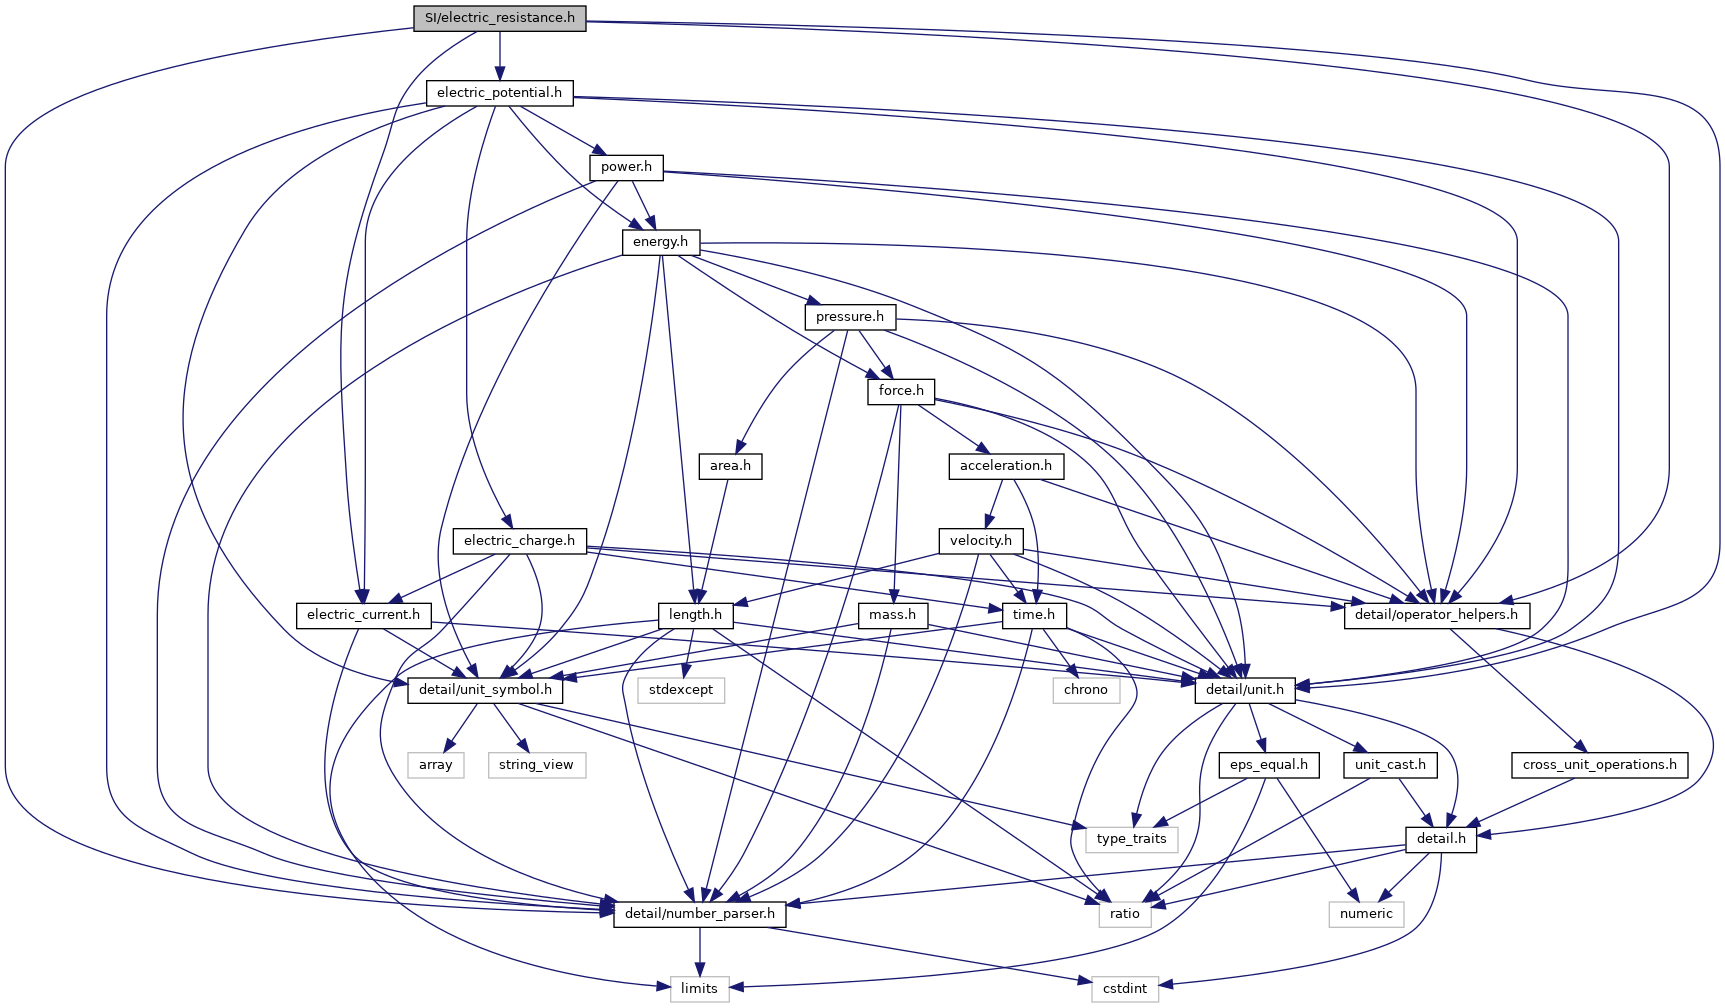 SI/electric_resistance.h
electric_potential.h
power.h
energy.h
pressure.h
force.h
area.h
acceleration.h
electric_charge.h
velocity.h
electric_current.h
length.h
mass.h
time.h
detail/operator_helpers.h
detail/unit_symbol.h
stdexcept
chrono
detail/unit.h
array
string_view
eps_equal.h
unit_cast.h
cross_unit_operations.h
type_traits
detail.h
detail/number_parser.h
ratio
numeric
limits
cstdint